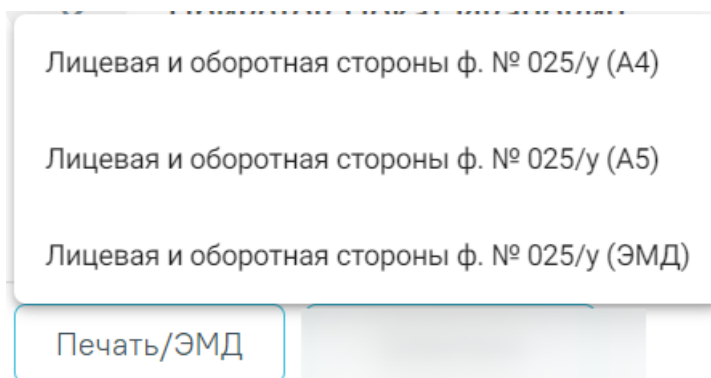 Лицевая и оборотная стороны ф. № 025/у (А4)
Лицевая и оборотная стороны ф. № 025/у (А5)
Лицевая и оборотная стороны ф. № 025/у (ЭМД)
Печать/ЭМД